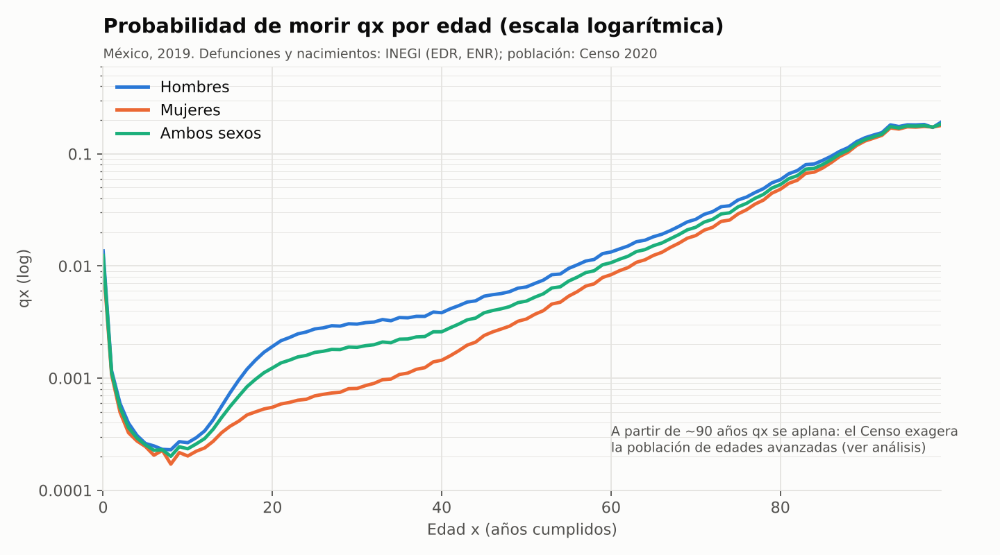 Probabilidad de morir qx por edad (escala logarítmica)
México, 2019. Defunciones y nacimientos: INEGI (EDR, ENR); población: Censo 2020
Hombres
Mujeres
Ambos sexos
0.1
0.01
0.001
0.0001
qx (log)
A partir de ~90 años qx se aplana: el Censo exagera
la población de edades avanzadas (ver análisis)
0
20
40
60
80
Edad x (años cumplidos)